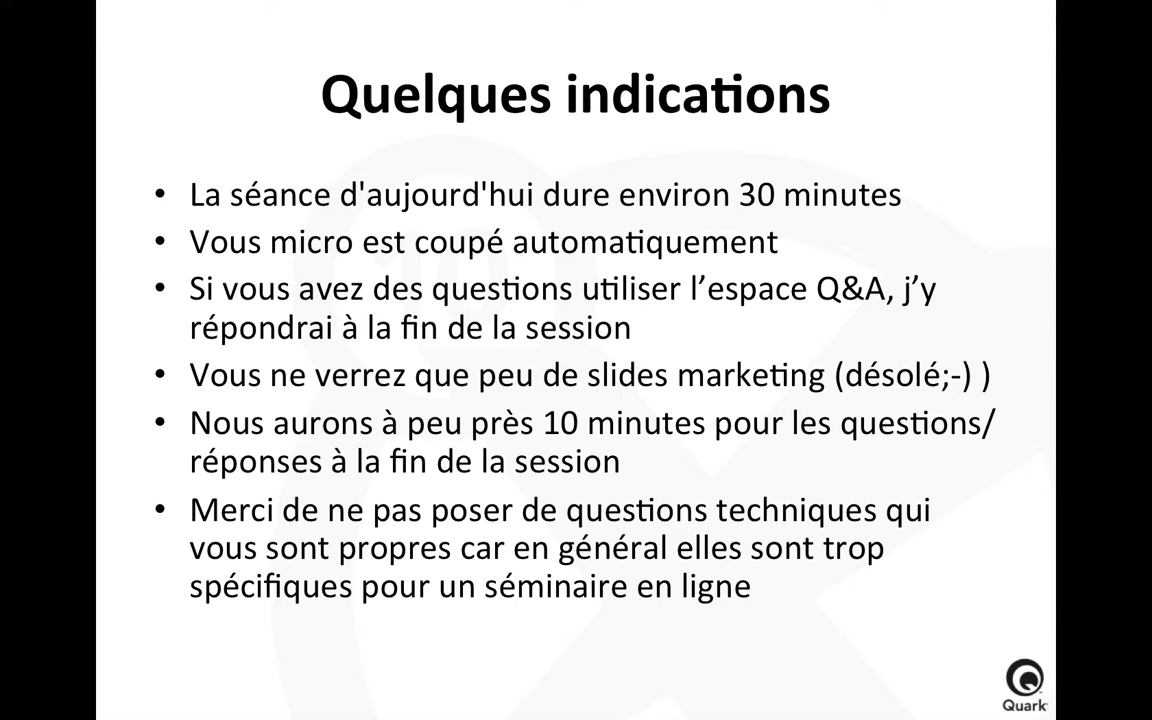 Quelques indications
• La séance d'aujourd'hui dure environ 30 minutes
• Vous micro est coupé automatiquement
• Si vous avez des questions utiliser l’espace Q&A, j’y
répondrai à la fin de la session
• Vous ne verrez que peu de slides marketing (désolé;-) )
• Nous aurons à peu près 10 minutes pour les questions/
réponses à la fin de la session
• Merci de ne pas poser de questions techniques qui
vous sont propres car en général elles sont trop
spécifiques pour un séminaire en ligne
Quark